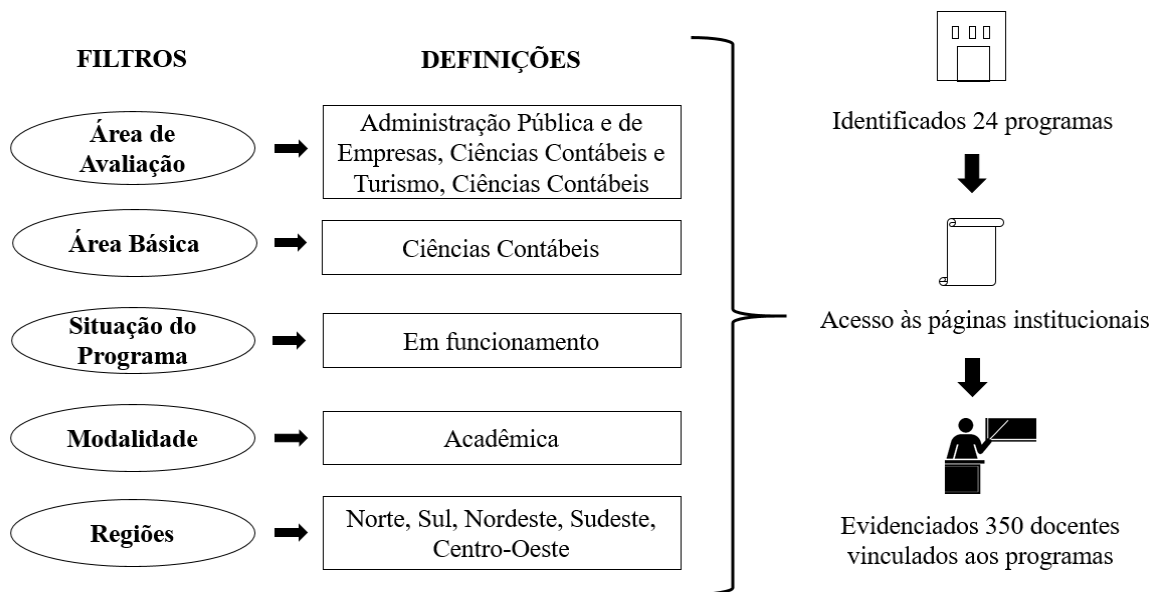 FILTROS
DEFINIÇÕES
Área de
Avaliação
Administração Pública e de
Empresas, Ciências Contábeis e
Turismo, Ciências Contábeis
Área Básica
Ciências Contábeis
Situação do
Programa
Em funcionamento
Modalidade
Acadêmica
Regiões
Norte, Sul, Nordeste, Sudeste,
Centro-Oeste
Identificados 24 programas
Acesso às páginas institucionais
Evidenciados 350 docentes
vinculados aos programas